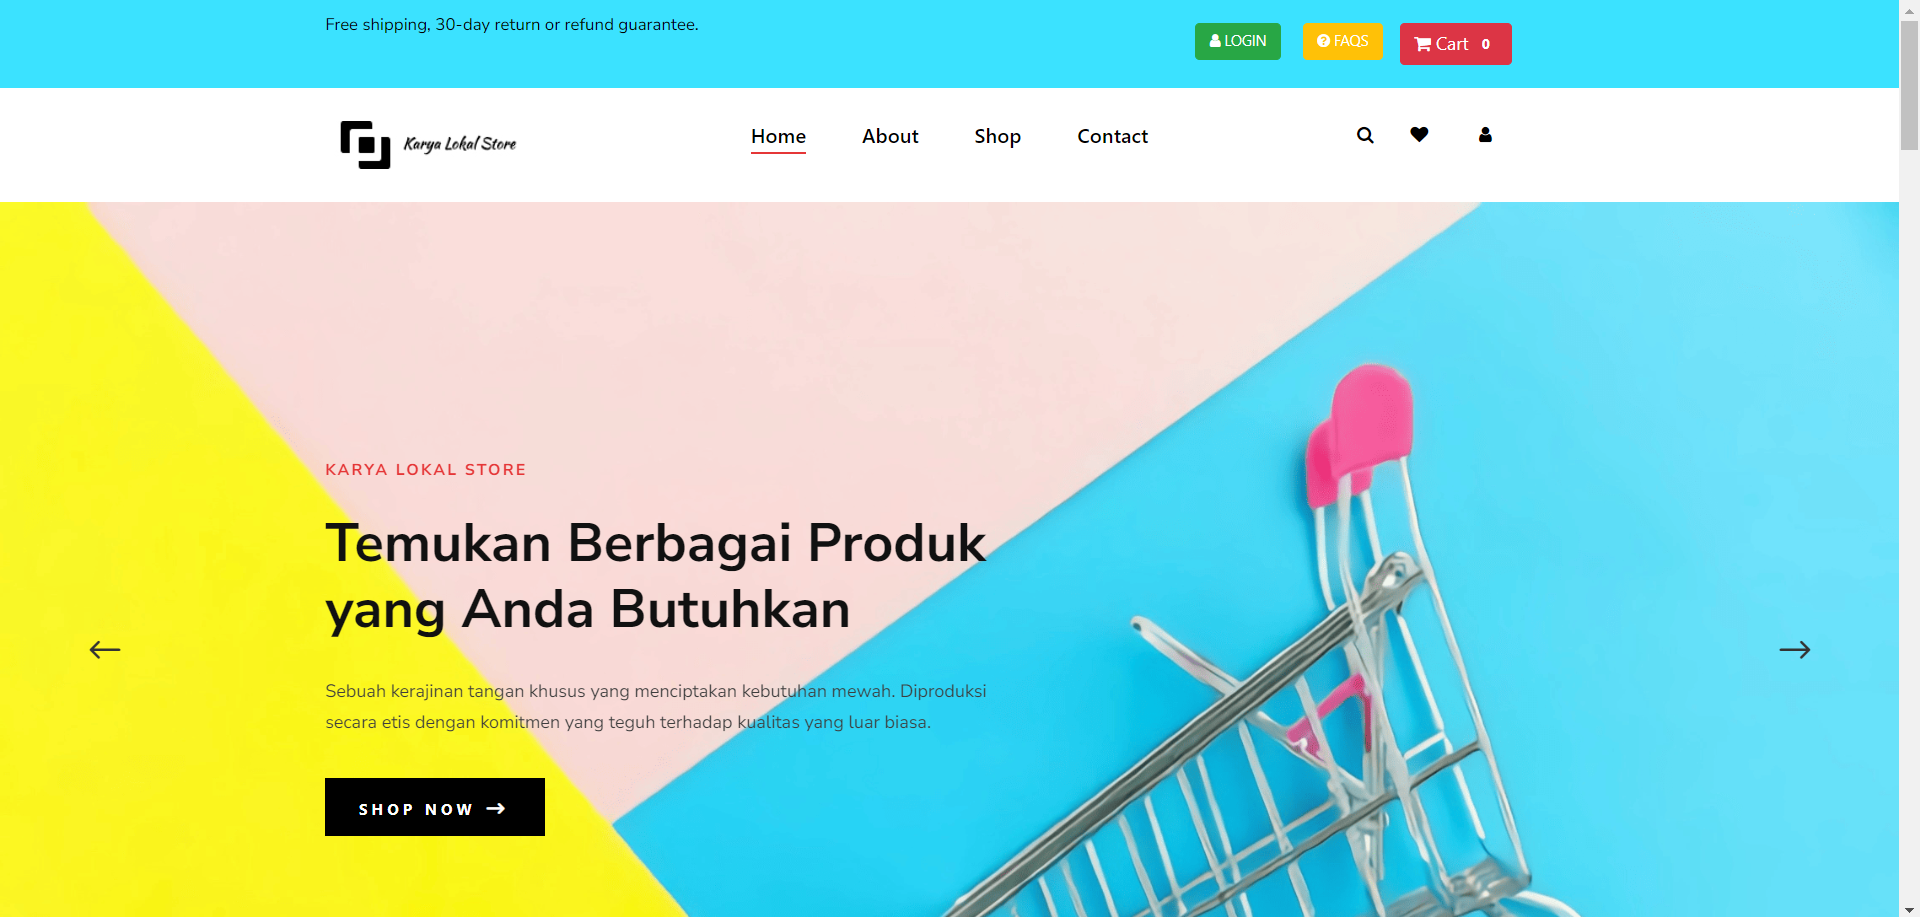 Free shipping, 30-day return or refund guarantee.
LOGIN
FAQS
Cart 0
Karya Lokal Store
Home
About
Shop
Contact
KARYA LOKAL STORE
Temukan Berbagai Produk
yang Anda Butuhkan
Sebuah kerajinan tangan khusus yang menciptakan kebutuhan mewah. Diproduksi
secara etis dengan komitmen yang teguh terhadap kualitas yang luar biasa.
SHOP NOW →